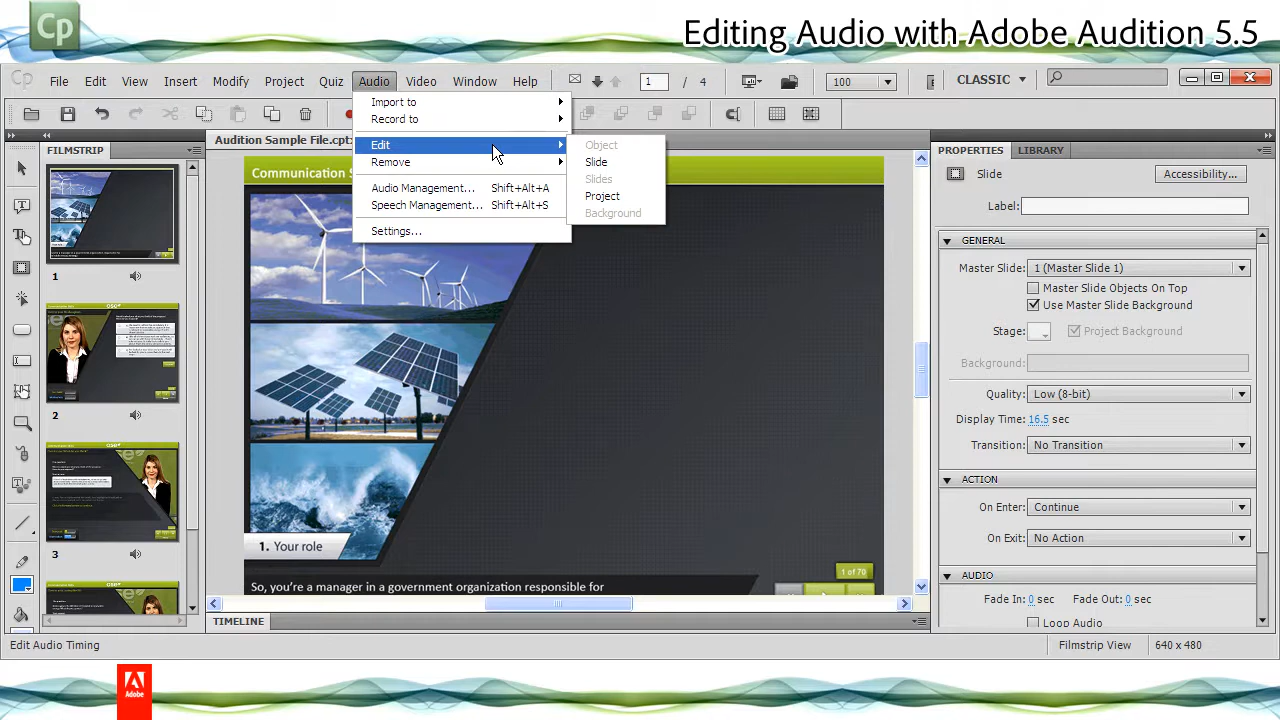 Cp
Editing Audio with Adobe Audition 5.5
Cp File Edit View Insert Modify Project Quiz Audio Video Window Help 1 / 4 100 CLASSIC
Import to
Record to
Edit
Remove
Audio Management... Shift+Alt+A
Speech Management... Shift+Alt+S
Settings...
Object
Slide
Slides
Project
Background
FILMSTRIP
1
2
3
Audition Sample File.cpt
Communication S
1. Your role
So, you're a manager in a government organization responsible for
1 of 70
TIMELINE
PROPERTIES LIBRARY
Slide Accessibility...
Label:
GENERAL
Master Slide: 1 (Master Slide 1)
Master Slide Objects On Top
Use Master Slide Background
Stage: Project Background
Background:
Quality: Low (8-bit)
Display Time: 6.5 sec
Transition: No Transition
ACTION
On Enter: Continue
On Exit: No Action
AUDIO
Fade In: 0 sec Fade Out: 0 sec
Loop Audio
Edit Audio Timing Filmstrip View 640 x 480
Adobe